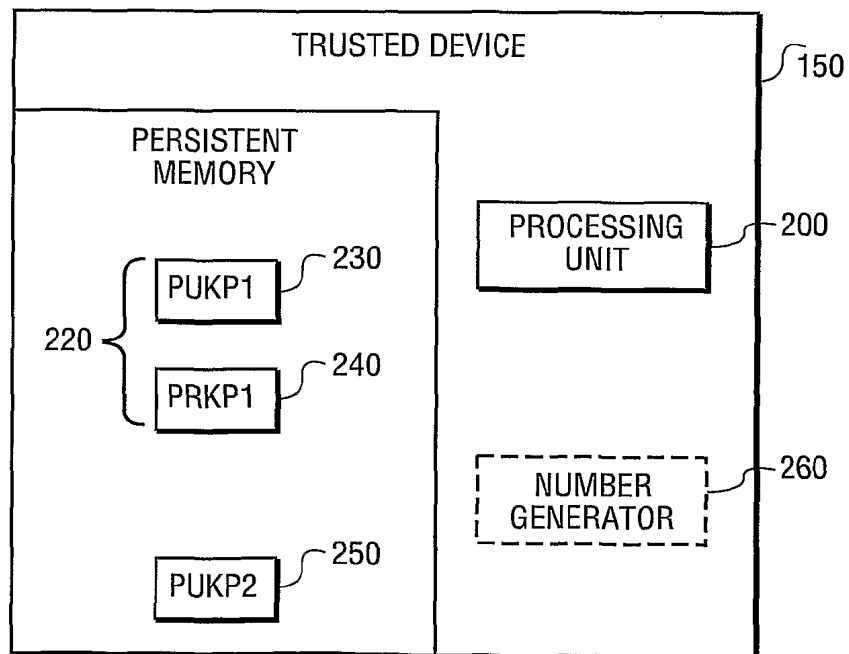 TRUSTED DEVICE
150
PERSISTENT
MEMORY
PROCESSING
UNIT
200
220
PUKP1
230
PRKP1
240
NUMBER
GENERATOR
260
PUKP2
250